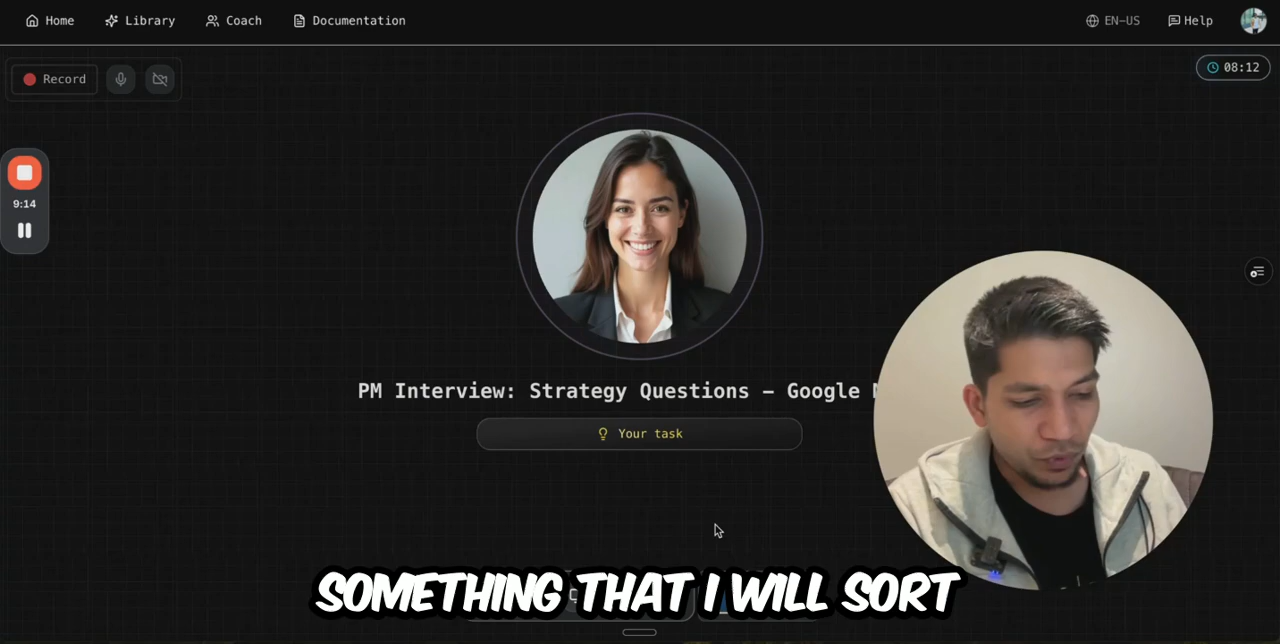 Home Library Coach Documentation EN-US Help
Record 08:12
9:14
PM Interview: Strategy Questions – Google
Your task
SOMETHING THAT I WILL SORT